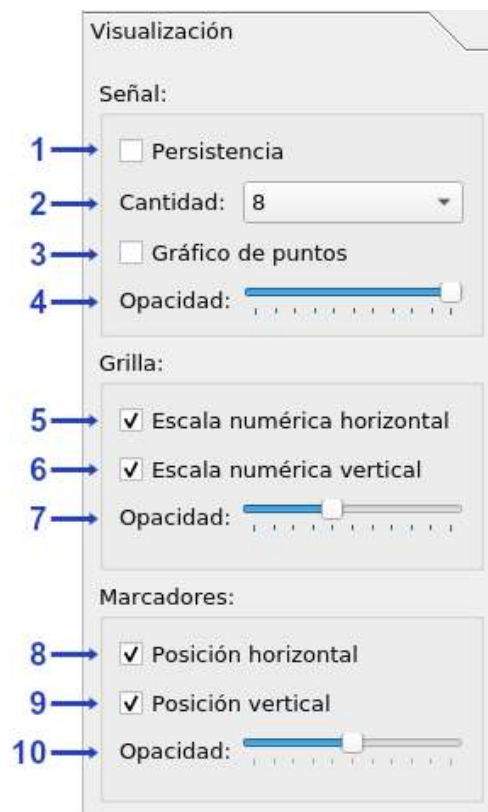 Visualización
Señal:
1 Persistencia
2 Cantidad: 8
3 Gráfico de puntos
4 Opacidad:
Grilla:
5 Escala numérica horizontal
6 Escala numérica vertical
7 Opacidad:
Marcadores:
8 Posición horizontal
9 Posición vertical
10 Opacidad: